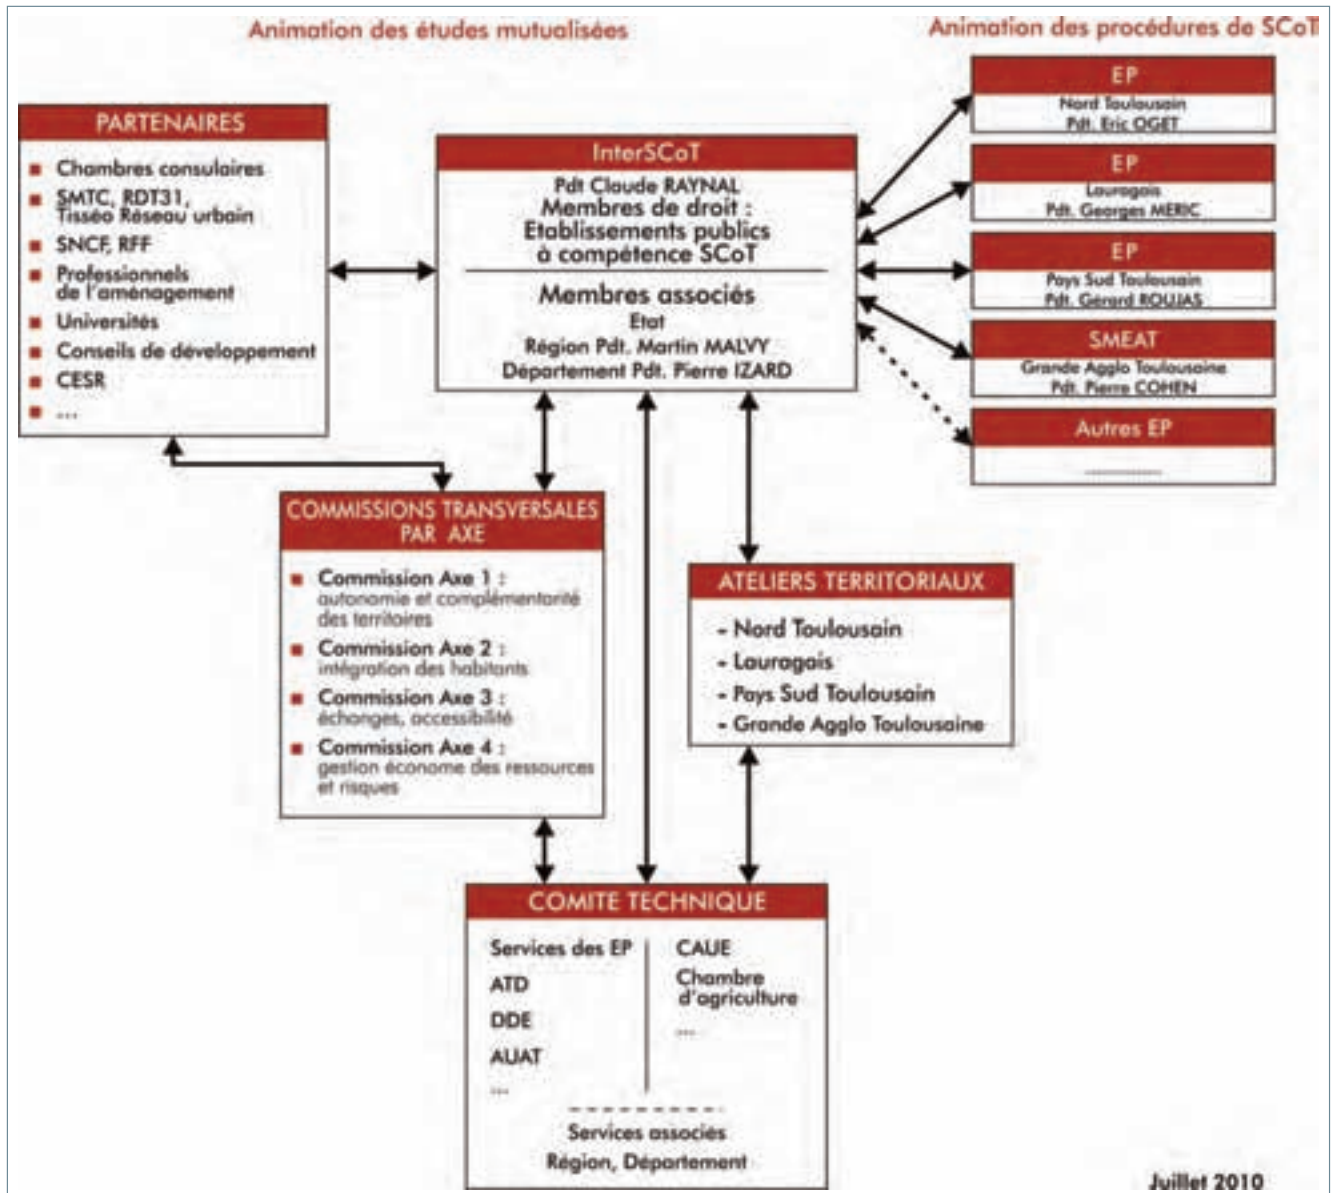 Animation des études mutualisées
Animation des procédures de SCoT
PARTENAIRES
Chambres consulaires
SMTC, RDT31,
Tisséo Réseau urbain
SNCF, RFF
Professionnels
de l'aménagement
Universités
Conseils de développement
CESR
...
InterSCoT
Pdt Claude RAYNAL
Membres de droit :
Etablissements publics
à compétence SCoT
Membres associés
Etat
Région Pdt. Martin MALVY
Département Pdt. Pierre IZARD
EP
Nord Toulousain
Pdt. Eric OGET
EP
Lauragais
Pdt. Georges MERIC
EP
Pays Sud Toulousain
Pdt. Gérard ROUJAS
SMEAT
Grande Agglo Toulousaine
Pdt. Pierre COHEN
Autres EP
COMMISSIONS TRANSVERSALES
PAR AXE
Commission Axe 1 :
autonomie et complémentarité
des territoires
Commission Axe 2 :
intégration des habitants
Commission Axe 3 :
échanges, accessibilité
Commission Axe 4 :
gestion économe des ressources
et risques
ATELIERS TERRITORIAUX
- Nord Toulousain
- Lauragais
- Pays Sud Toulousain
- Grande Agglo Toulousaine
COMITE TECHNIQUE
Services des EP
ATD
DDE
AUAT
...
CAUE
Chambre
d'agriculture
...
Services associés
Région, Département
Juillet 2010